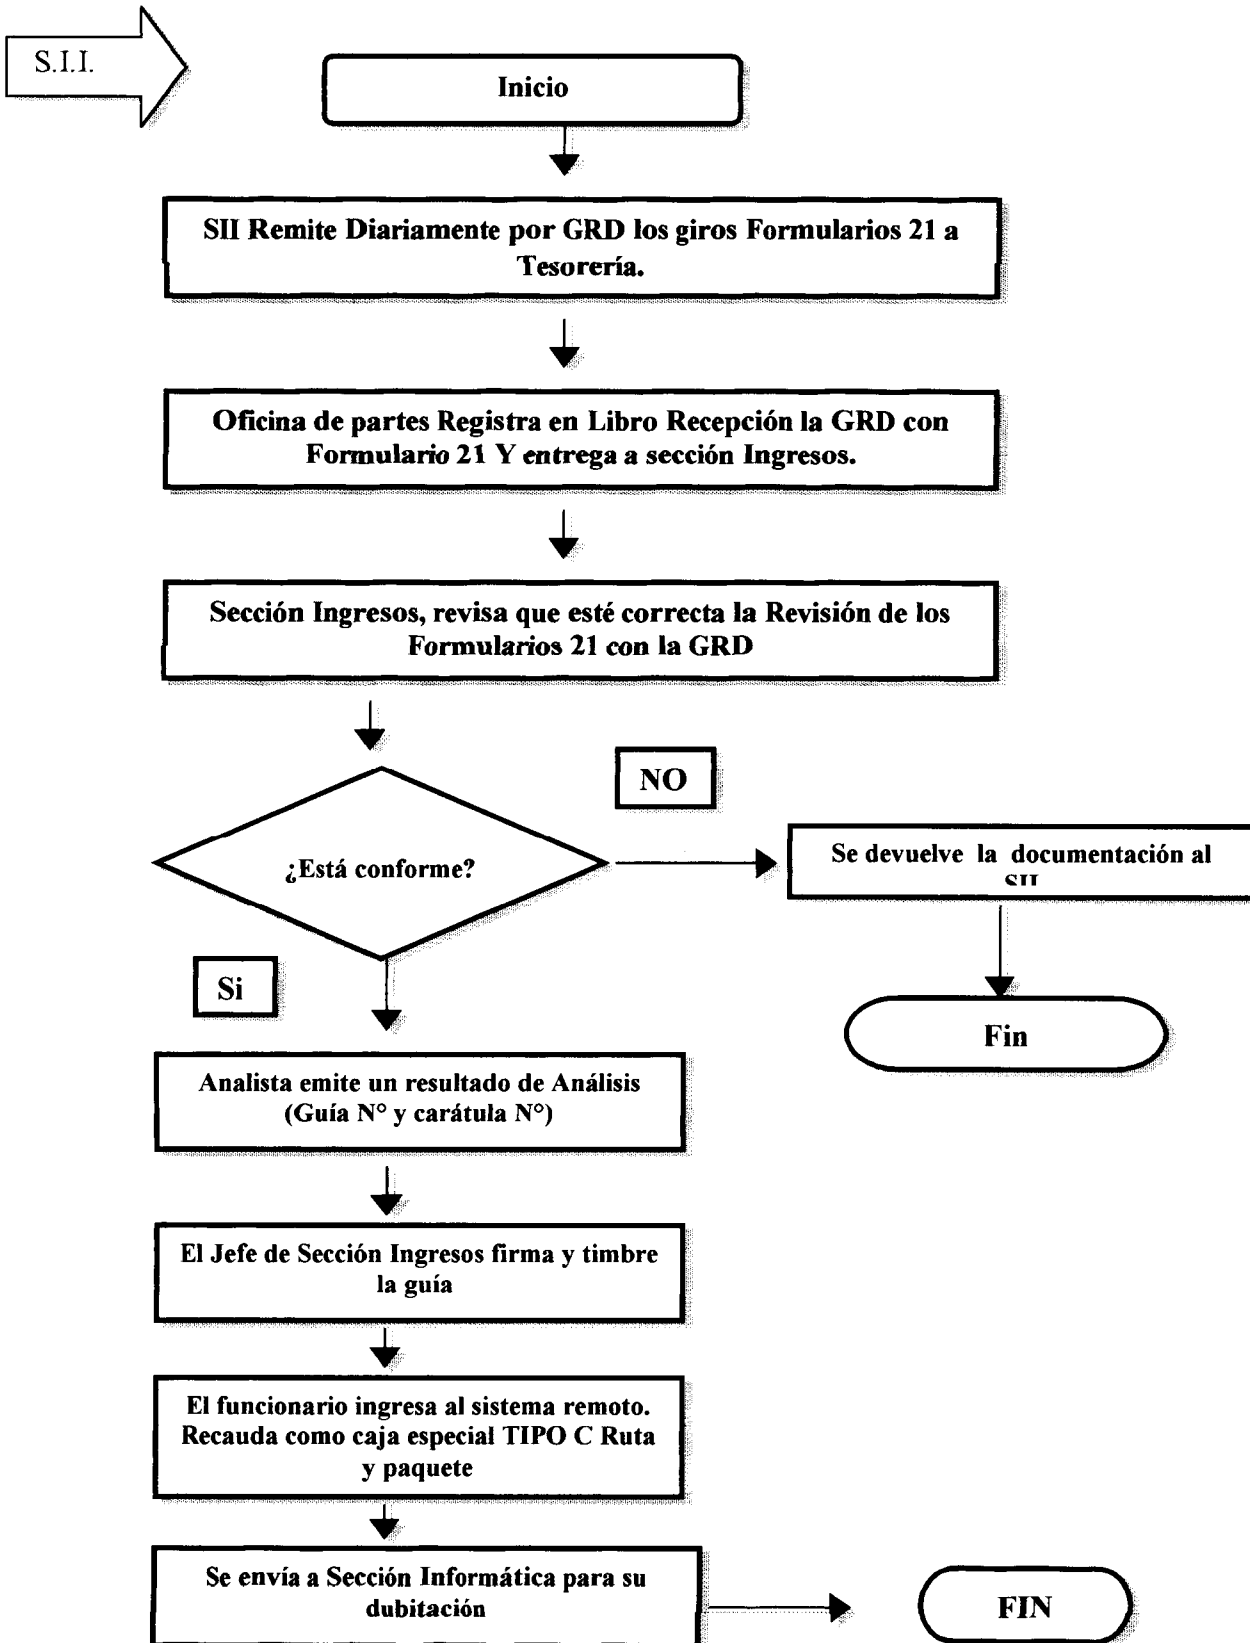 S.I.I.
Inicio
SII Remite Diariamente por GRD los giros Formularios 21 a
Tesorería.
Oficina de partes Registra en Libro Recepción la GRD con
Formulario 21 Y entrega a sección Ingresos.
Sección Ingresos, revisa que esté correcta la Revisión de los
Formularios 21 con la GRD
NO
¿Está conforme?
Se devuelve la documentación al
SII
Si
Fin
Analista emite un resultado de Análisis
(Guía N° y carátula N°)
El Jefe de Sección Ingresos firma y timbre
la guía
El funcionario ingresa al sistema remoto.
Recauda como caja especial TIPO C Ruta
y paquete
Se envía a Sección Informática para su
dubitación
FIN